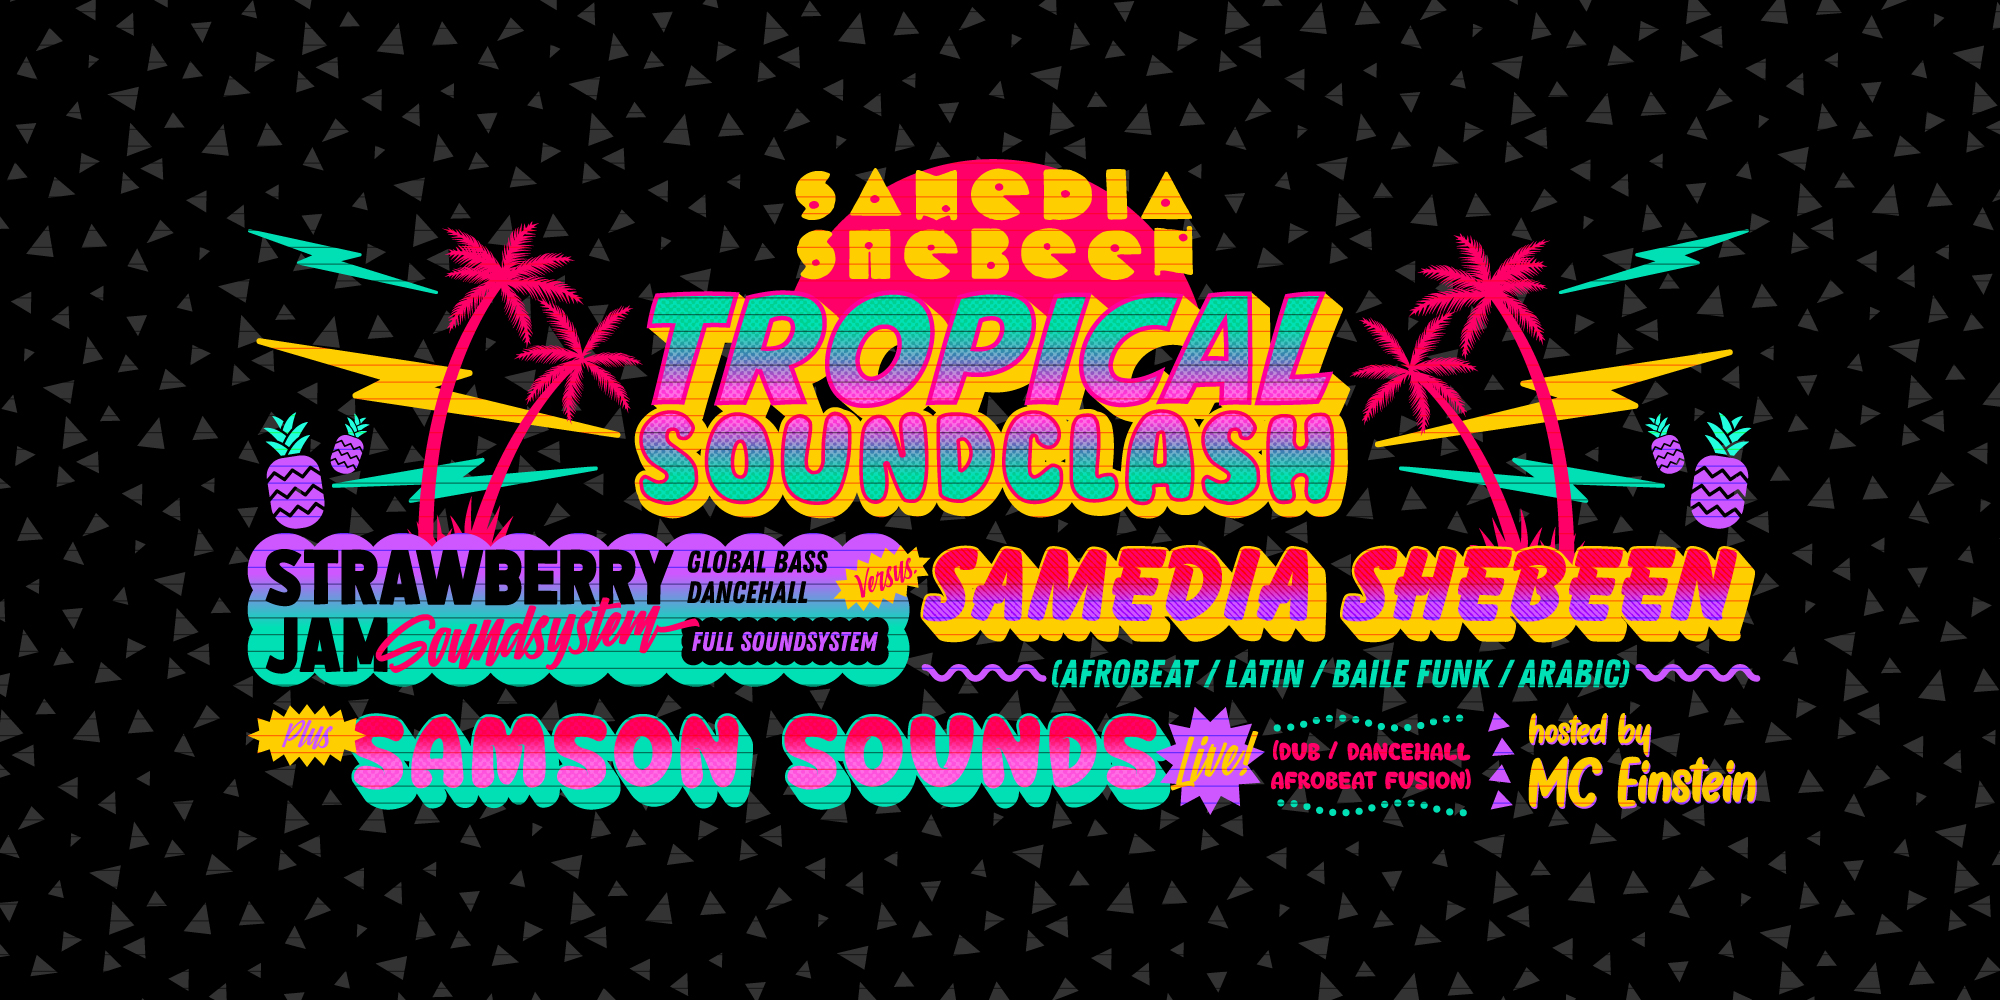 SAMEDIA
SHEBEEN
TROPICAL
SOUNDCLASH
STRAWBERRY
JAM Soundsystem
GLOBAL BASS
DANCEHALL
FULL SOUNDSYSTEM
Versus.
SAMEDIA SHEBEEN
(AFROBEAT / LATIN / BAILE FUNK / ARABIC)
Plus
SAMSON SOUNDS
Live!
(DUB / DANCEHALL
AFROBEAT FUSION)
hosted by
MC Einstein